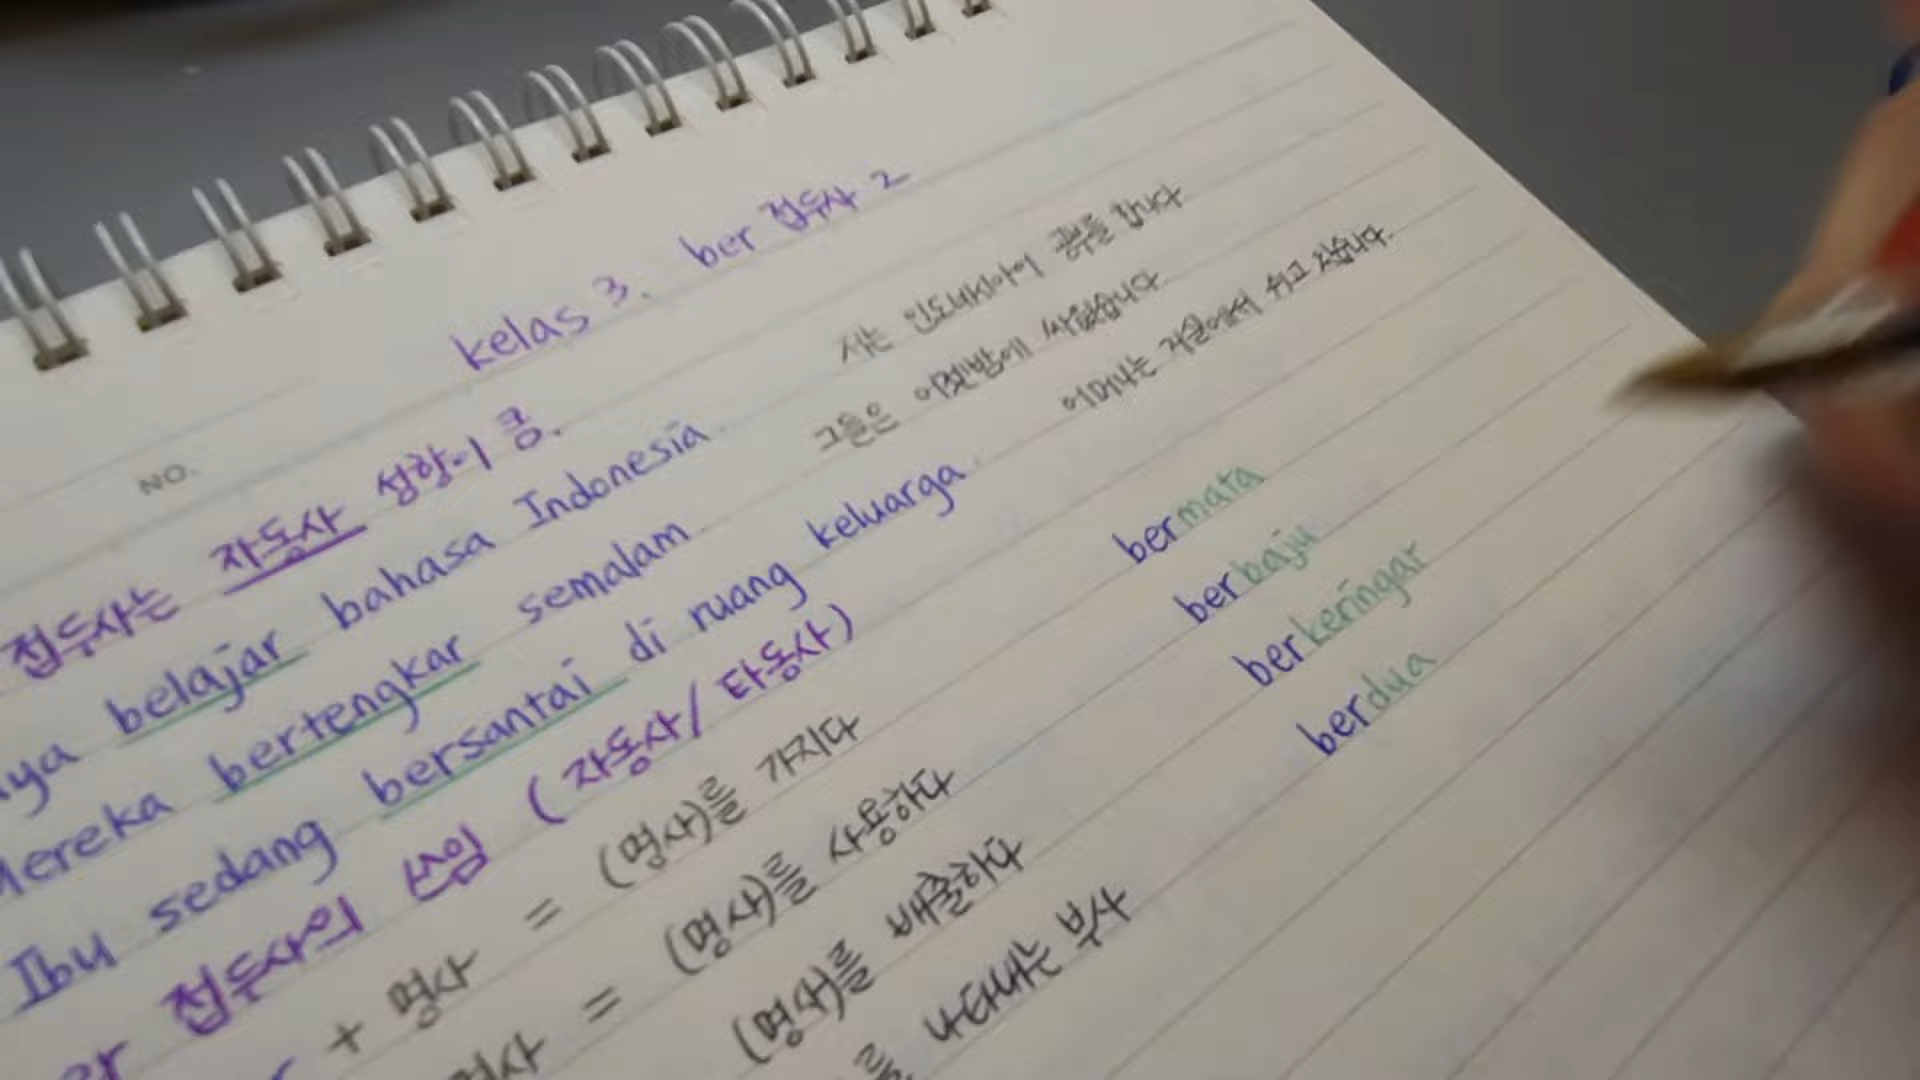 kelas 3. ber 접두사 2
NO.
접두사는 자동사 성향이 큼.
belajar bahasa Indonesia. 저는 인도네시아어 공부를 합니다
Mereka bertengkar semalam. 그들은 어젯밤에 싸웠습니다.
Ibu sedang bersantai di ruang keluarga. 어머니는 거실에서 쉬고 있습니다.
접두사의 쓰임 (자동사/타동사)
+ 명사 = (명사)를 가지다 bermata
명사 = (명사)를 사용하다 berbaju
(명사)를 배출하다 berkeringar
를 나타내는 부사 berdua